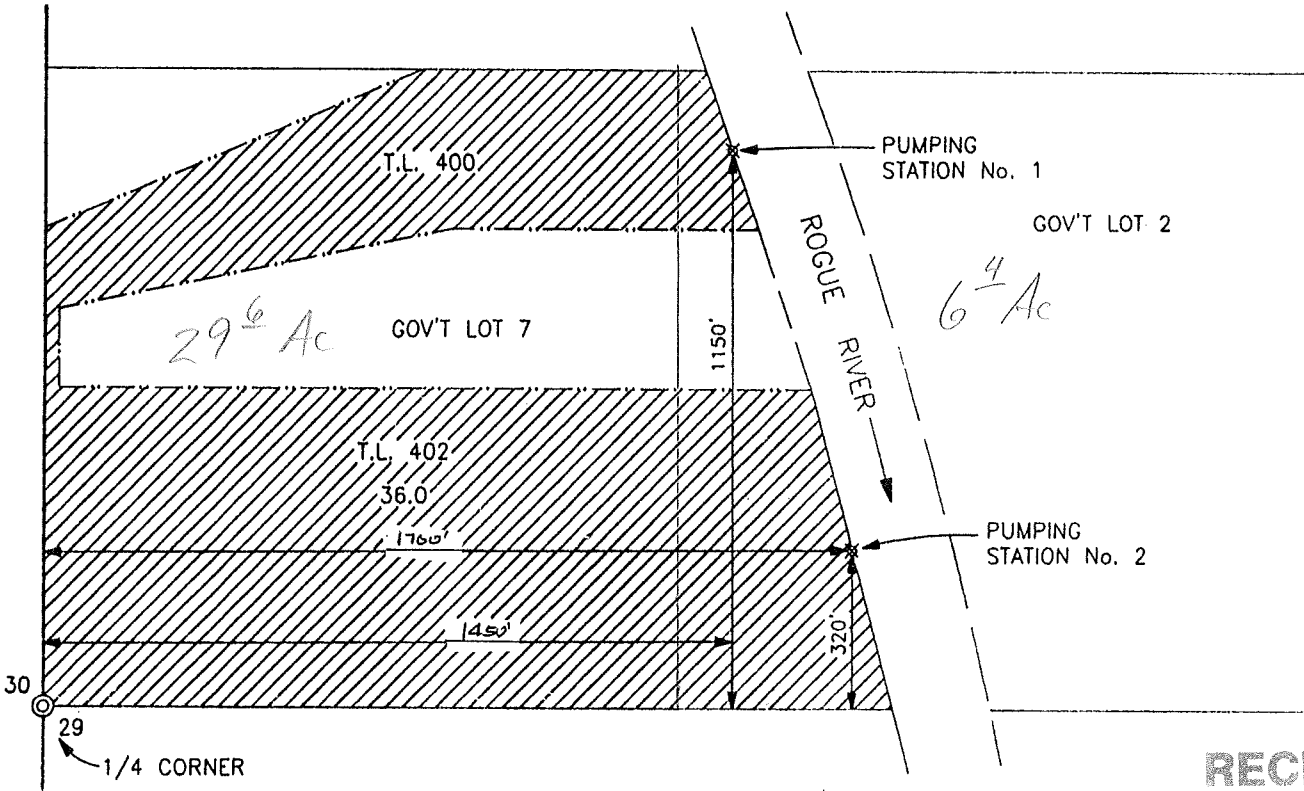 T.L. 400
PUMPING
STATION No. 1
GOV'T LOT 2
ROGUE RIVER
6 4 Ac
29 6 Ac
GOV'T LOT 7
1150'
T.L. 402
36.0
1700'
PUMPING
STATION No. 2
1450'
320'
30
29
1/4 CORNER